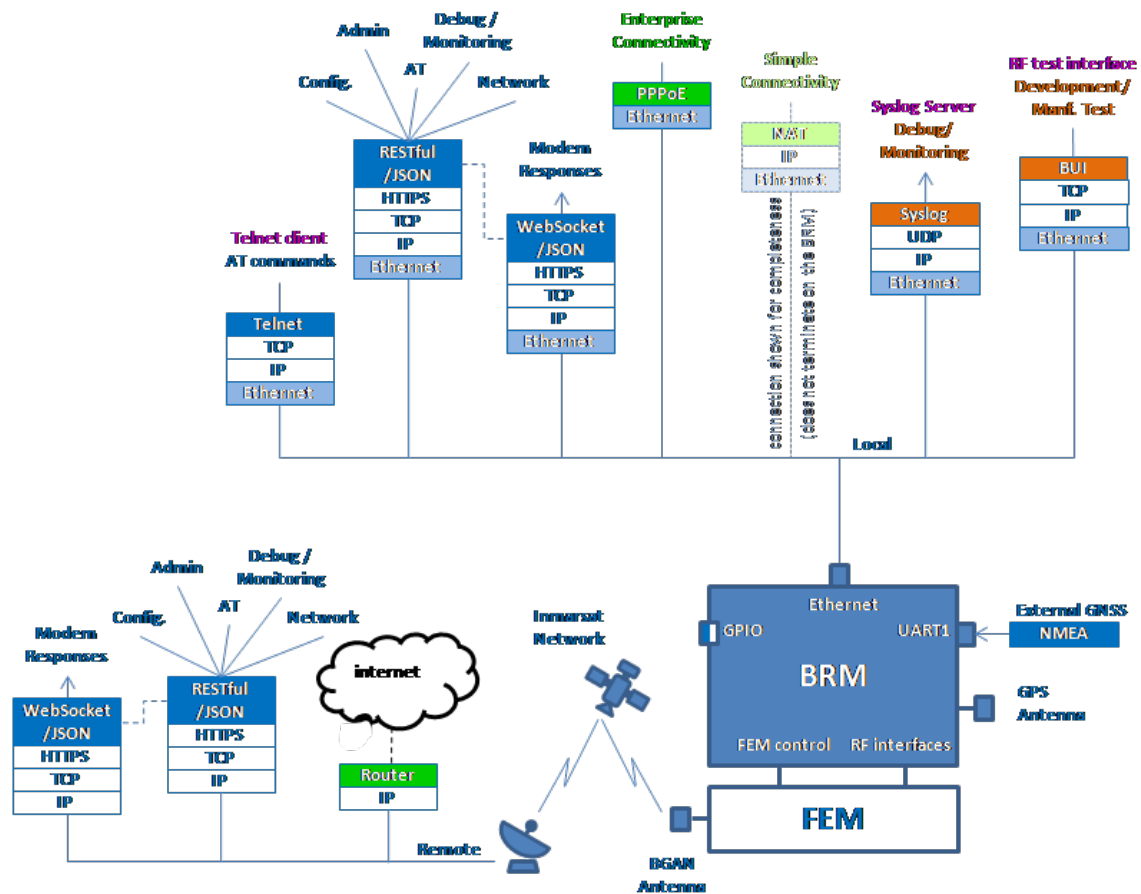 Debug /
Monitoring
Admin
AT
Config.
Network
Enterprise
Connectivity
PPPoE
Ethernet
Simple
Connectivity
NAT
IP
Ethernet
connection shown for completeness
(does not terminate on the BRM)
Syslog Server
Debug/
Monitoring
Syslog
UDP
IP
Ethernet
RF test interface
Development/
Manf. Test
BUI
TCP
IP
Ethernet
RESTful
/JSON
HTTPS
TCP
IP
Ethernet
Modern
Responses
WebSocket
/JSON
HTTPS
TCP
IP
Ethernet
Telnet client
AT commands
Telnet
TCP
IP
Ethernet
Local
Debug /
Monitoring
Admin
AT
Config.
Network
Modern
Responses
WebSocket
/JSON
HTTPS
TCP
IP
RESTful
/JSON
HTTPS
TCP
IP
internet
Router
IP
Remote
Inmarsat
Network
BGAN
Antenna
Ethernet
GPIO
UART1
BRM
FEM control
RF interfaces
FEM
External GNSS
NMEA
GPS
Antenna